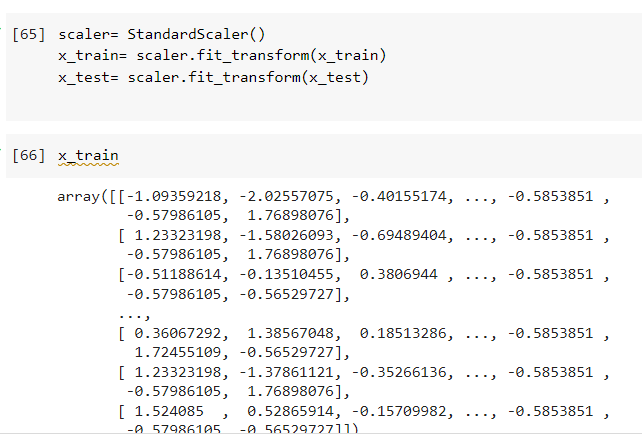 [65] scaler= StandardScaler()
x_train= scaler.fit_transform(x_train)
x_test= scaler.fit_transform(x_test)
[66] x_train
array([[-1.09359218, -2.02557075, -0.40155174, ..., -0.5853851 ,
-0.57986105, 1.76898076],
[ 1.23323198, -1.58026093, -0.69489404, ..., -0.5853851 ,
-0.57986105, 1.76898076],
[-0.51188614, -0.13510455, 0.3806944 , ..., -0.5853851 ,
-0.57986105, -0.56529727],
...,
[ 0.36067292, 1.38567048, 0.18513286, ..., -0.5853851 ,
1.72455109, -0.56529727],
[ 1.23323198, -1.37861121, -0.35266136, ..., -0.5853851 ,
-0.57986105, 1.76898076],
[ 1.524085 , 0.52865914, -0.15709982, ..., -0.5853851 ,
-0.57986105, -0.56529727]])